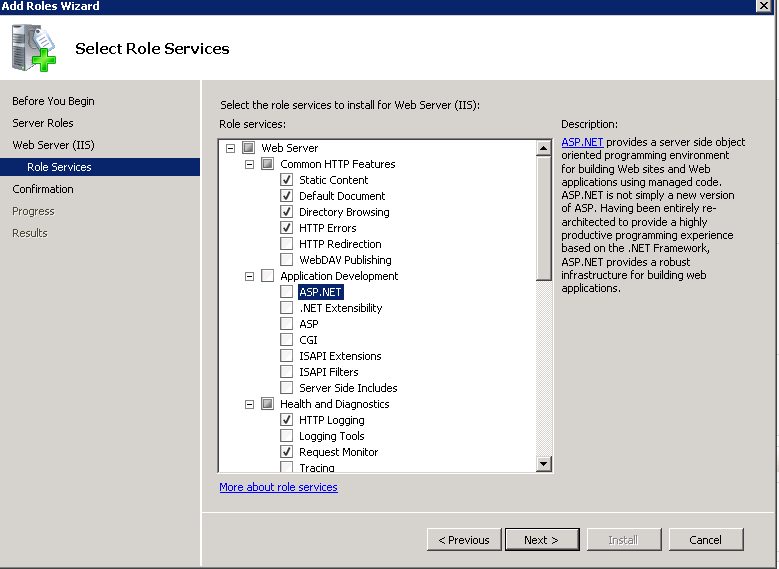 Add Roles Wizard
Select Role Services
Before You Begin
Server Roles
Web Server (IIS)
Role Services
Confirmation
Progress
Results
Select the role services to install for Web Server (IIS):
Role services:
Web Server
Common HTTP Features
Static Content
Default Document
Directory Browsing
HTTP Errors
HTTP Redirection
WebDAV Publishing
Application Development
ASP.NET
.NET Extensibility
ASP
CGI
ISAPI Extensions
ISAPI Filters
Server Side Includes
Health and Diagnostics
HTTP Logging
Logging Tools
Request Monitor
Tracing
More about role services
Description:
ASP.NET provides a server side object
oriented programming environment
for building Web sites and Web
applications using managed code.
ASP.NET is not simply a new version
of ASP. Having been entirely re-
architected to provide a highly
productive programming experience
based on the .NET Framework,
ASP.NET provides a robust
infrastructure for building web
applications.
< Previous
Next >
Install
Cancel